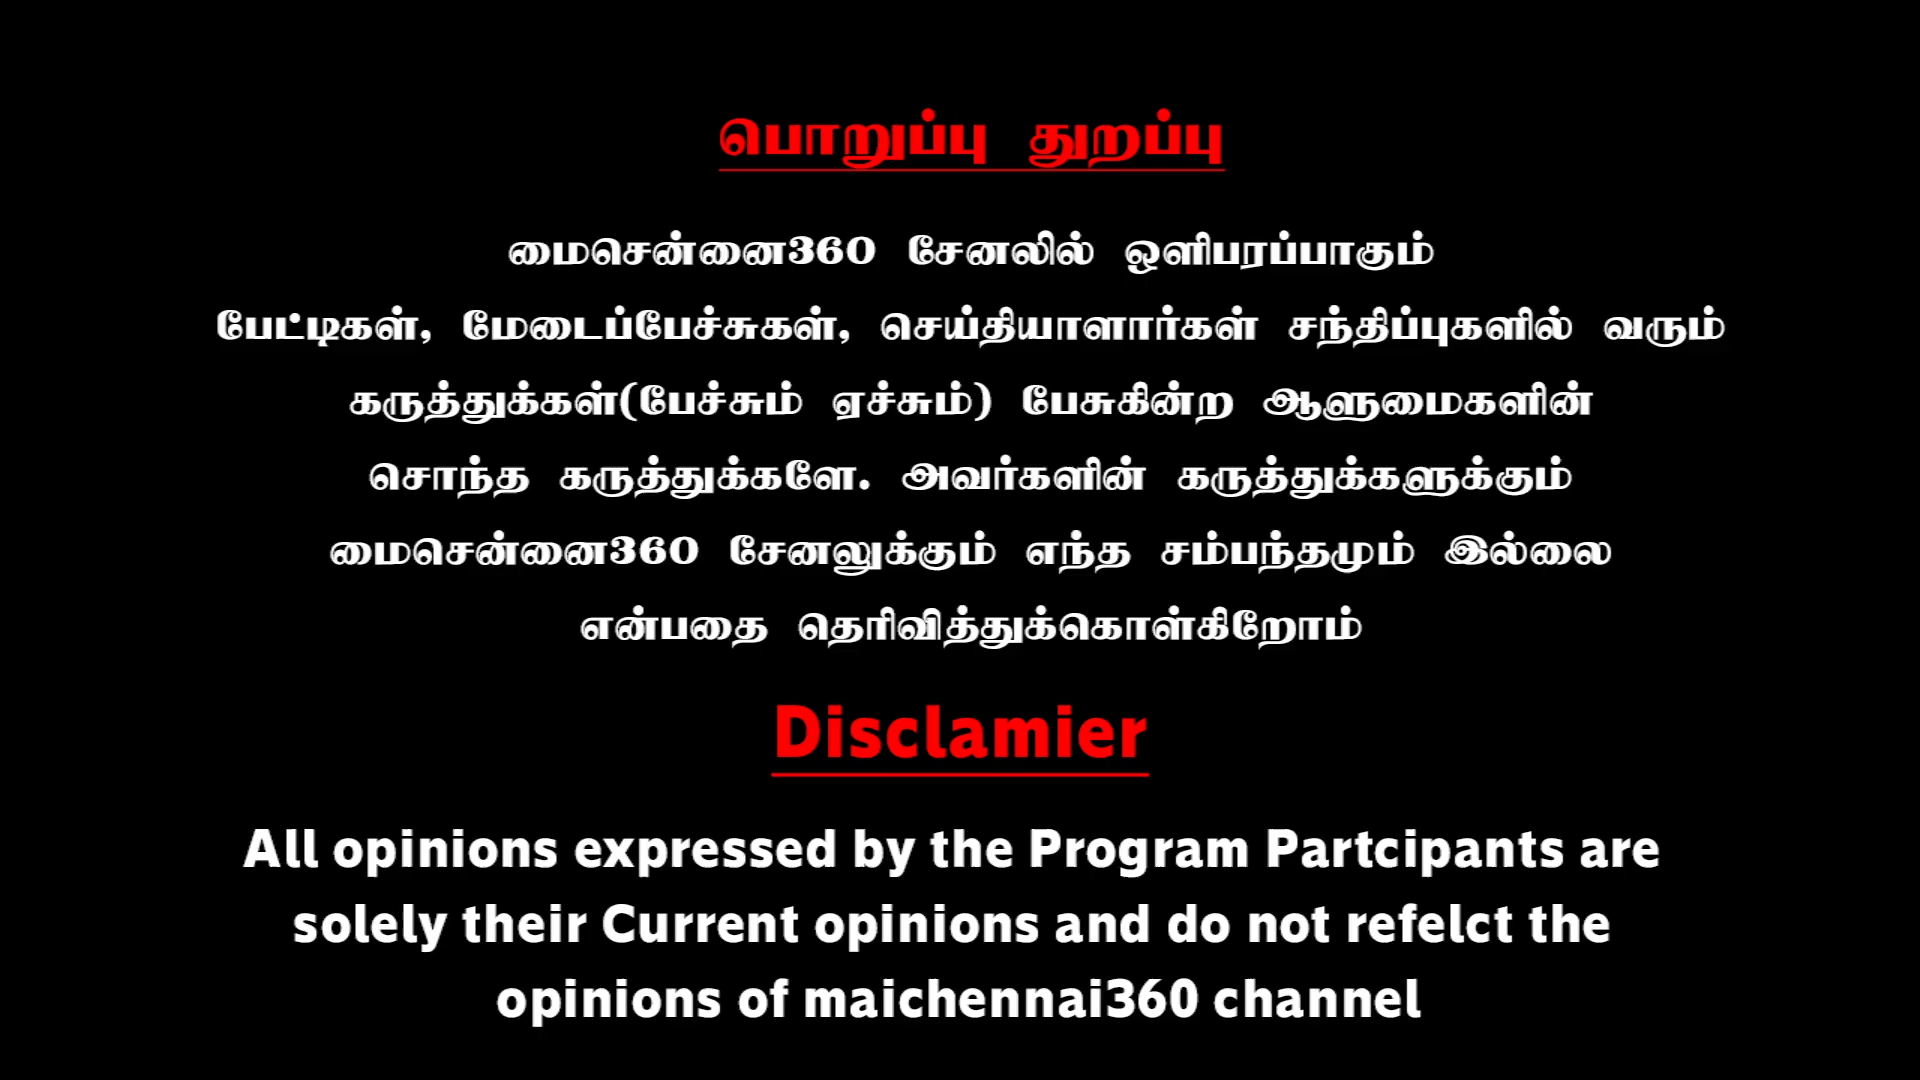 பொறுப்பு துறப்பு
மைசென்னை360 சேனலில் ஒளிபரப்பாகும்
பேட்டிகள், மேடைப்பேச்சுகள், செய்தியாளார்கள் சந்திப்புகளில் வரும்
கருத்துக்கள்(பேச்சும் ஏச்சும்) பேசுகின்ற ஆளுமைகளின்
சொந்த கருத்துக்களே. அவர்களின் கருத்துக்களுக்கும்
மைசென்னை360 சேனலுக்கும் எந்த சம்பந்தமும் இல்லை
என்பதை தெரிவித்துக்கொள்கிறோம்
Disclamier
All opinions expressed by the Program Partcipants are
solely their Current opinions and do not refelct the
opinions of maichennai360 channel